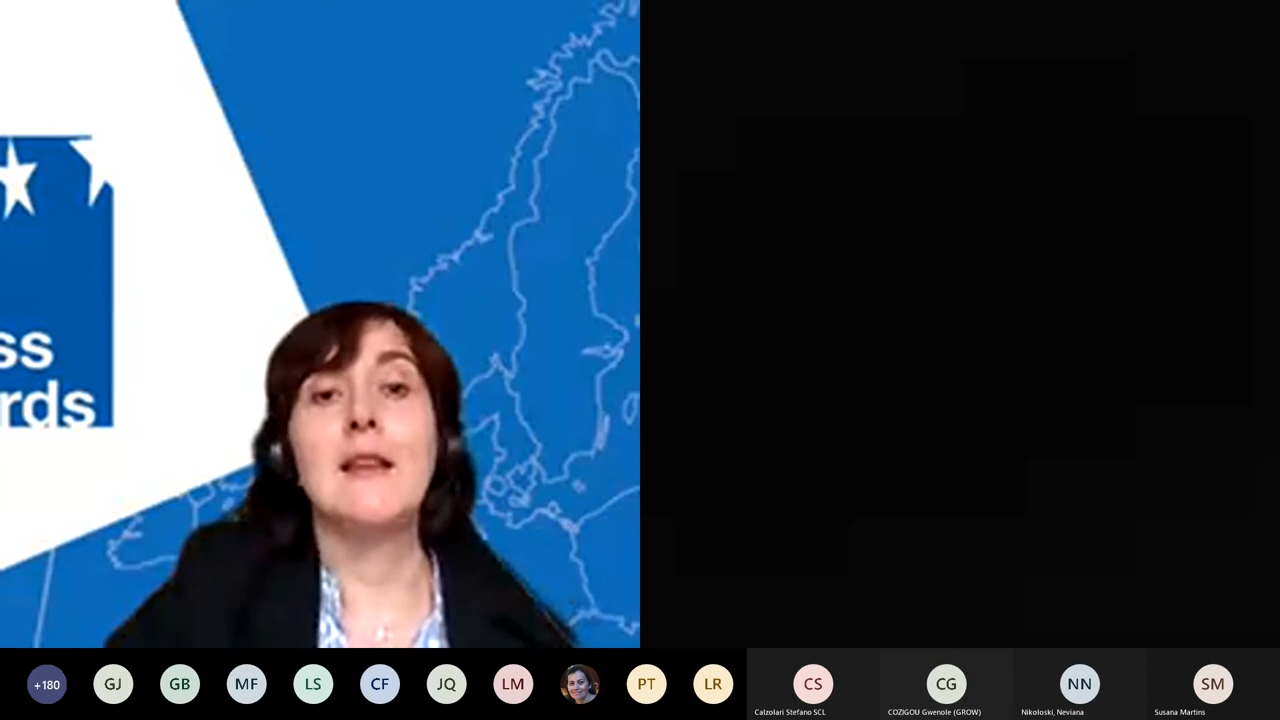 ss
rds
+180
GJ
GB
MF
LS
CF
JQ
LM
PT
LR
CS
CG
NN
SM
Calzolari Stefano SCL
COZIGOU Gwenole (GROW)
Nikoloski, Neviana
Susana Martins